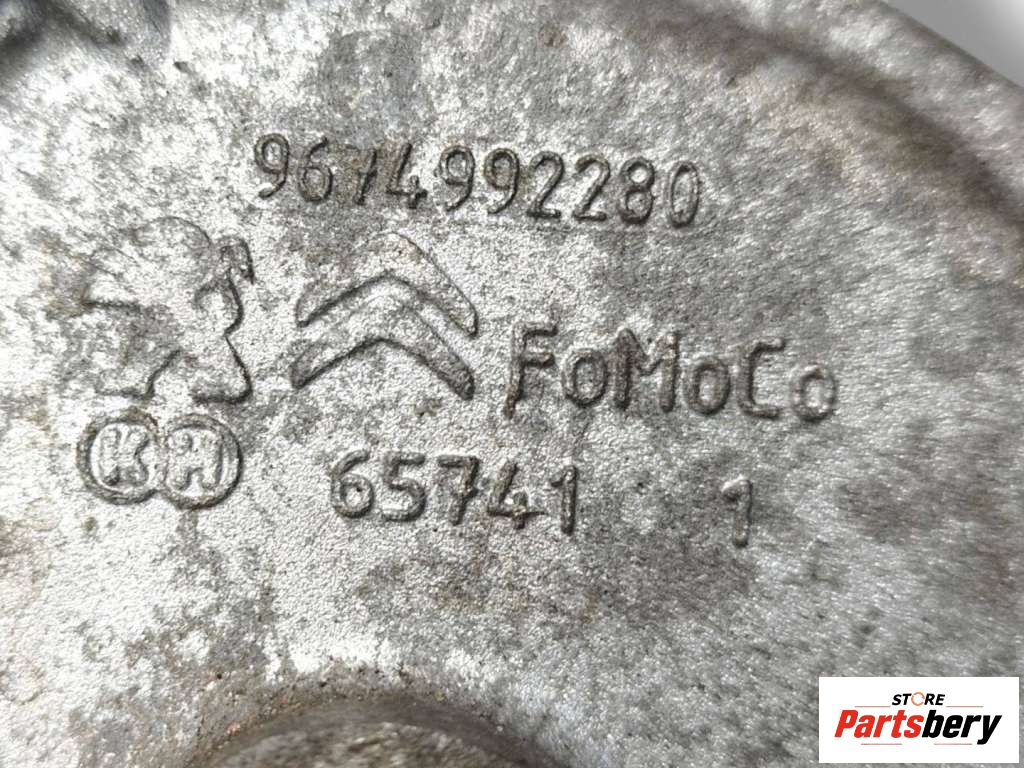 9674992280
FoMoCo
KH
65741 1
STORE
Partsbery